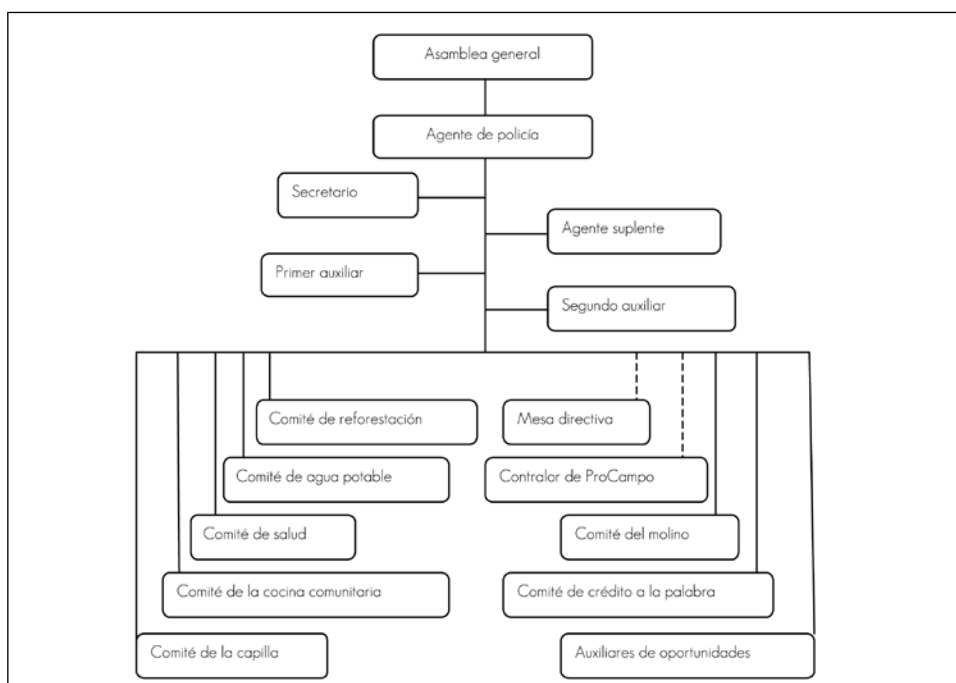 Asamblea general
Agente de policía
Secretario
Agente suplente
Primer auxiliar
Segundo auxiliar
Comité de reforestación
Mesa directiva
Comité de agua potable
Contralor de ProCampo
Comité de salud
Comité del molino
Comité de la cocina comunitaria
Comité de crédito a la palabra
Comité de la capilla
Auxiliares de oportunidades